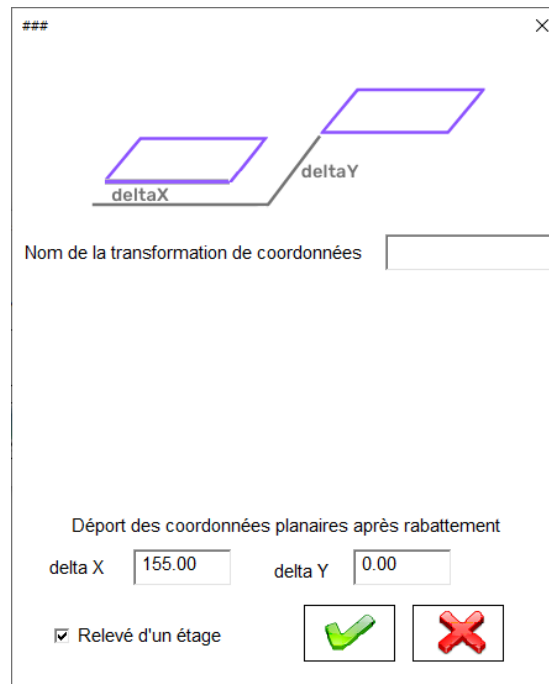 ###
deltaY
deltaX
Nom de la transformation de coordonnées
Déport des coordonnées planaires après rabattement
delta X 155.00 delta Y 0.00
Relevé d'un étage